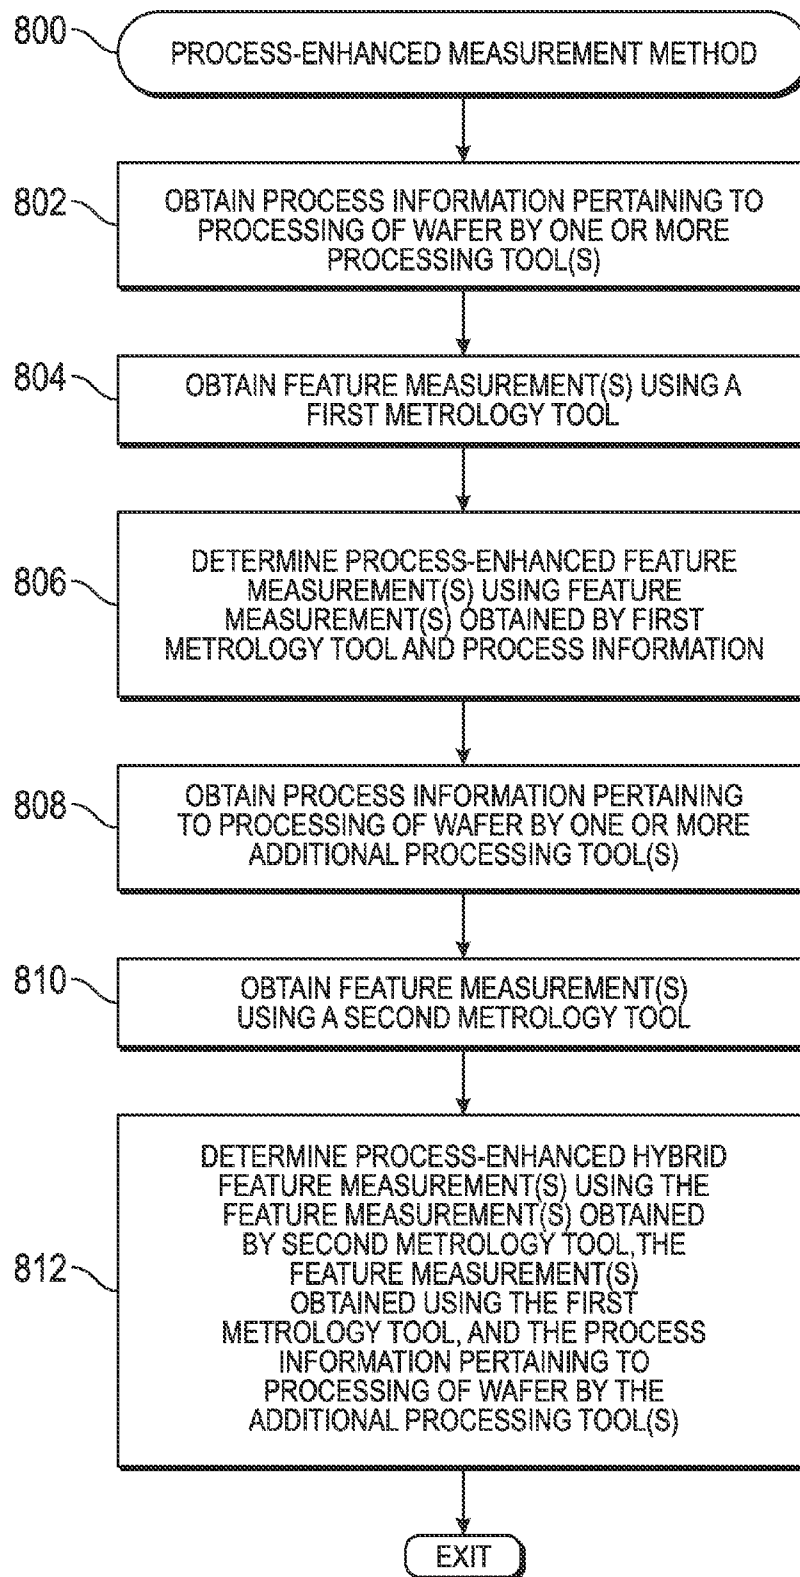 800
PROCESS-ENHANCED MEASUREMENT METHOD
802
OBTAIN PROCESS INFORMATION PERTAINING TO
PROCESSING OF WAFER BY ONE OR MORE
PROCESSING TOOL(S)
804
OBTAIN FEATURE MEASUREMENT(S) USING A
FIRST METROLOGY TOOL
806
DETERMINE PROCESS-ENHANCED FEATURE
MEASUREMENT(S) USING FEATURE
MEASUREMENT(S) OBTAINED BY FIRST
METROLOGY TOOL AND PROCESS INFORMATION
808
OBTAIN PROCESS INFORMATION PERTAINING
TO PROCESSING OF WAFER BY ONE OR MORE
ADDITIONAL PROCESSING TOOL(S)
810
OBTAIN FEATURE MEASUREMENT(S)
USING A SECOND METROLOGY TOOL
812
DETERMINE PROCESS-ENHANCED HYBRID
FEATURE MEASUREMENT(S) USING THE
FEATURE MEASUREMENT(S) OBTAINED
BY SECOND METROLOGY TOOL, THE
FEATURE MEASUREMENT(S)
OBTAINED USING THE FIRST
METROLOGY TOOL, AND THE PROCESS
INFORMATION PERTAINING TO
PROCESSING OF WAFER BY THE
ADDITIONAL PROCESSING TOOL(S)
EXIT